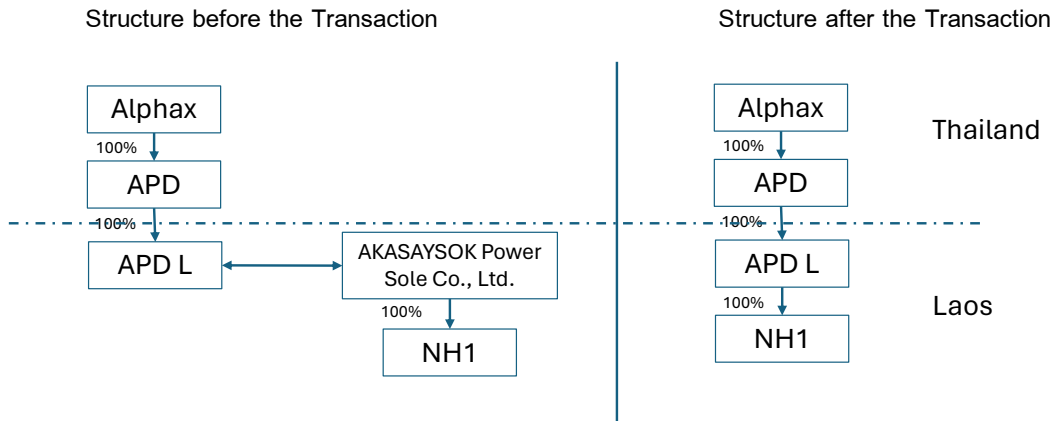 Structure before the Transaction
Structure after the Transaction
Alphax
100%
APD
100%
APD L
AKASAYSOK Power
Sole Co., Ltd.
100%
NH1
Alphax
100%
APD
100%
APD L
100%
NH1
Thailand
Laos